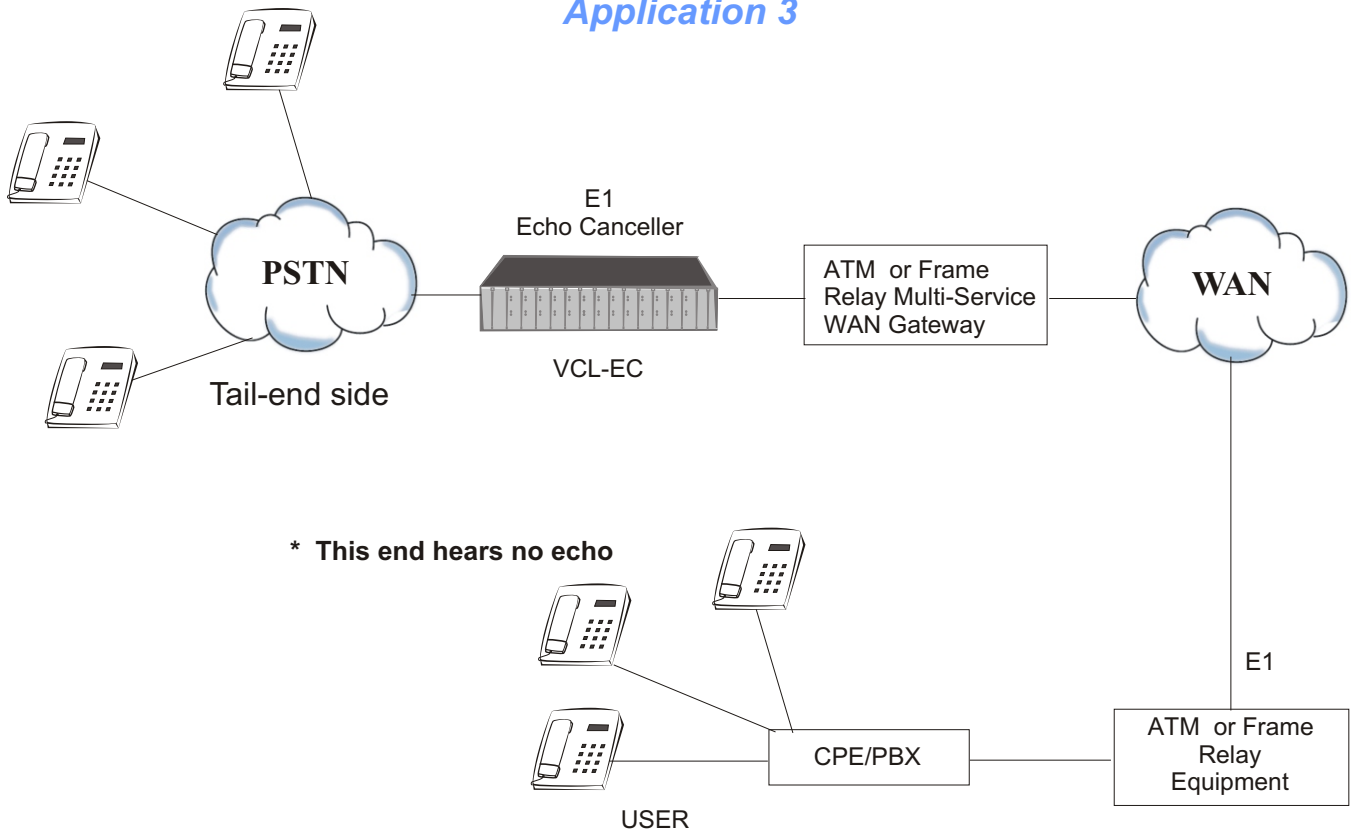 Application 3
E1
Echo Canceller
PSTN
ATM or Frame
Relay Multi-Service
WAN Gateway
WAN
VCL-EC
Tail-end side
* This end hears no echo
E1
ATM or Frame
Relay
Equipment
CPE/PBX
USER